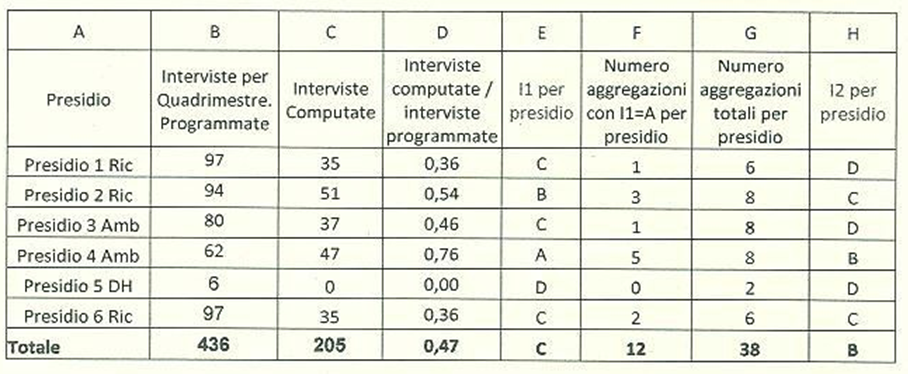 A B C D E F G H
Presidio Interviste per Quadrimestre. Programmate Interviste Computate Interviste computate / interviste programmate I1 per presidio Numero aggregazioni con I1=A per presidio Numero aggregazioni totali per presidio I2 per presidio
Presidio 1 Ric 97 35 0,36 C 1 6 D
Presidio 2 Ric 94 51 0,54 B 3 8 C
Presidio 3 Amb 80 37 0,46 C 1 8 D
Presidio 4 Amb 62 47 0,76 A 5 8 B
Presidio 5 DH 6 0 0,00 D 0 2 D
Presidio 6 Ric 97 35 0,36 C 2 6 C
Totale 436 205 0,47 C 12 38 B